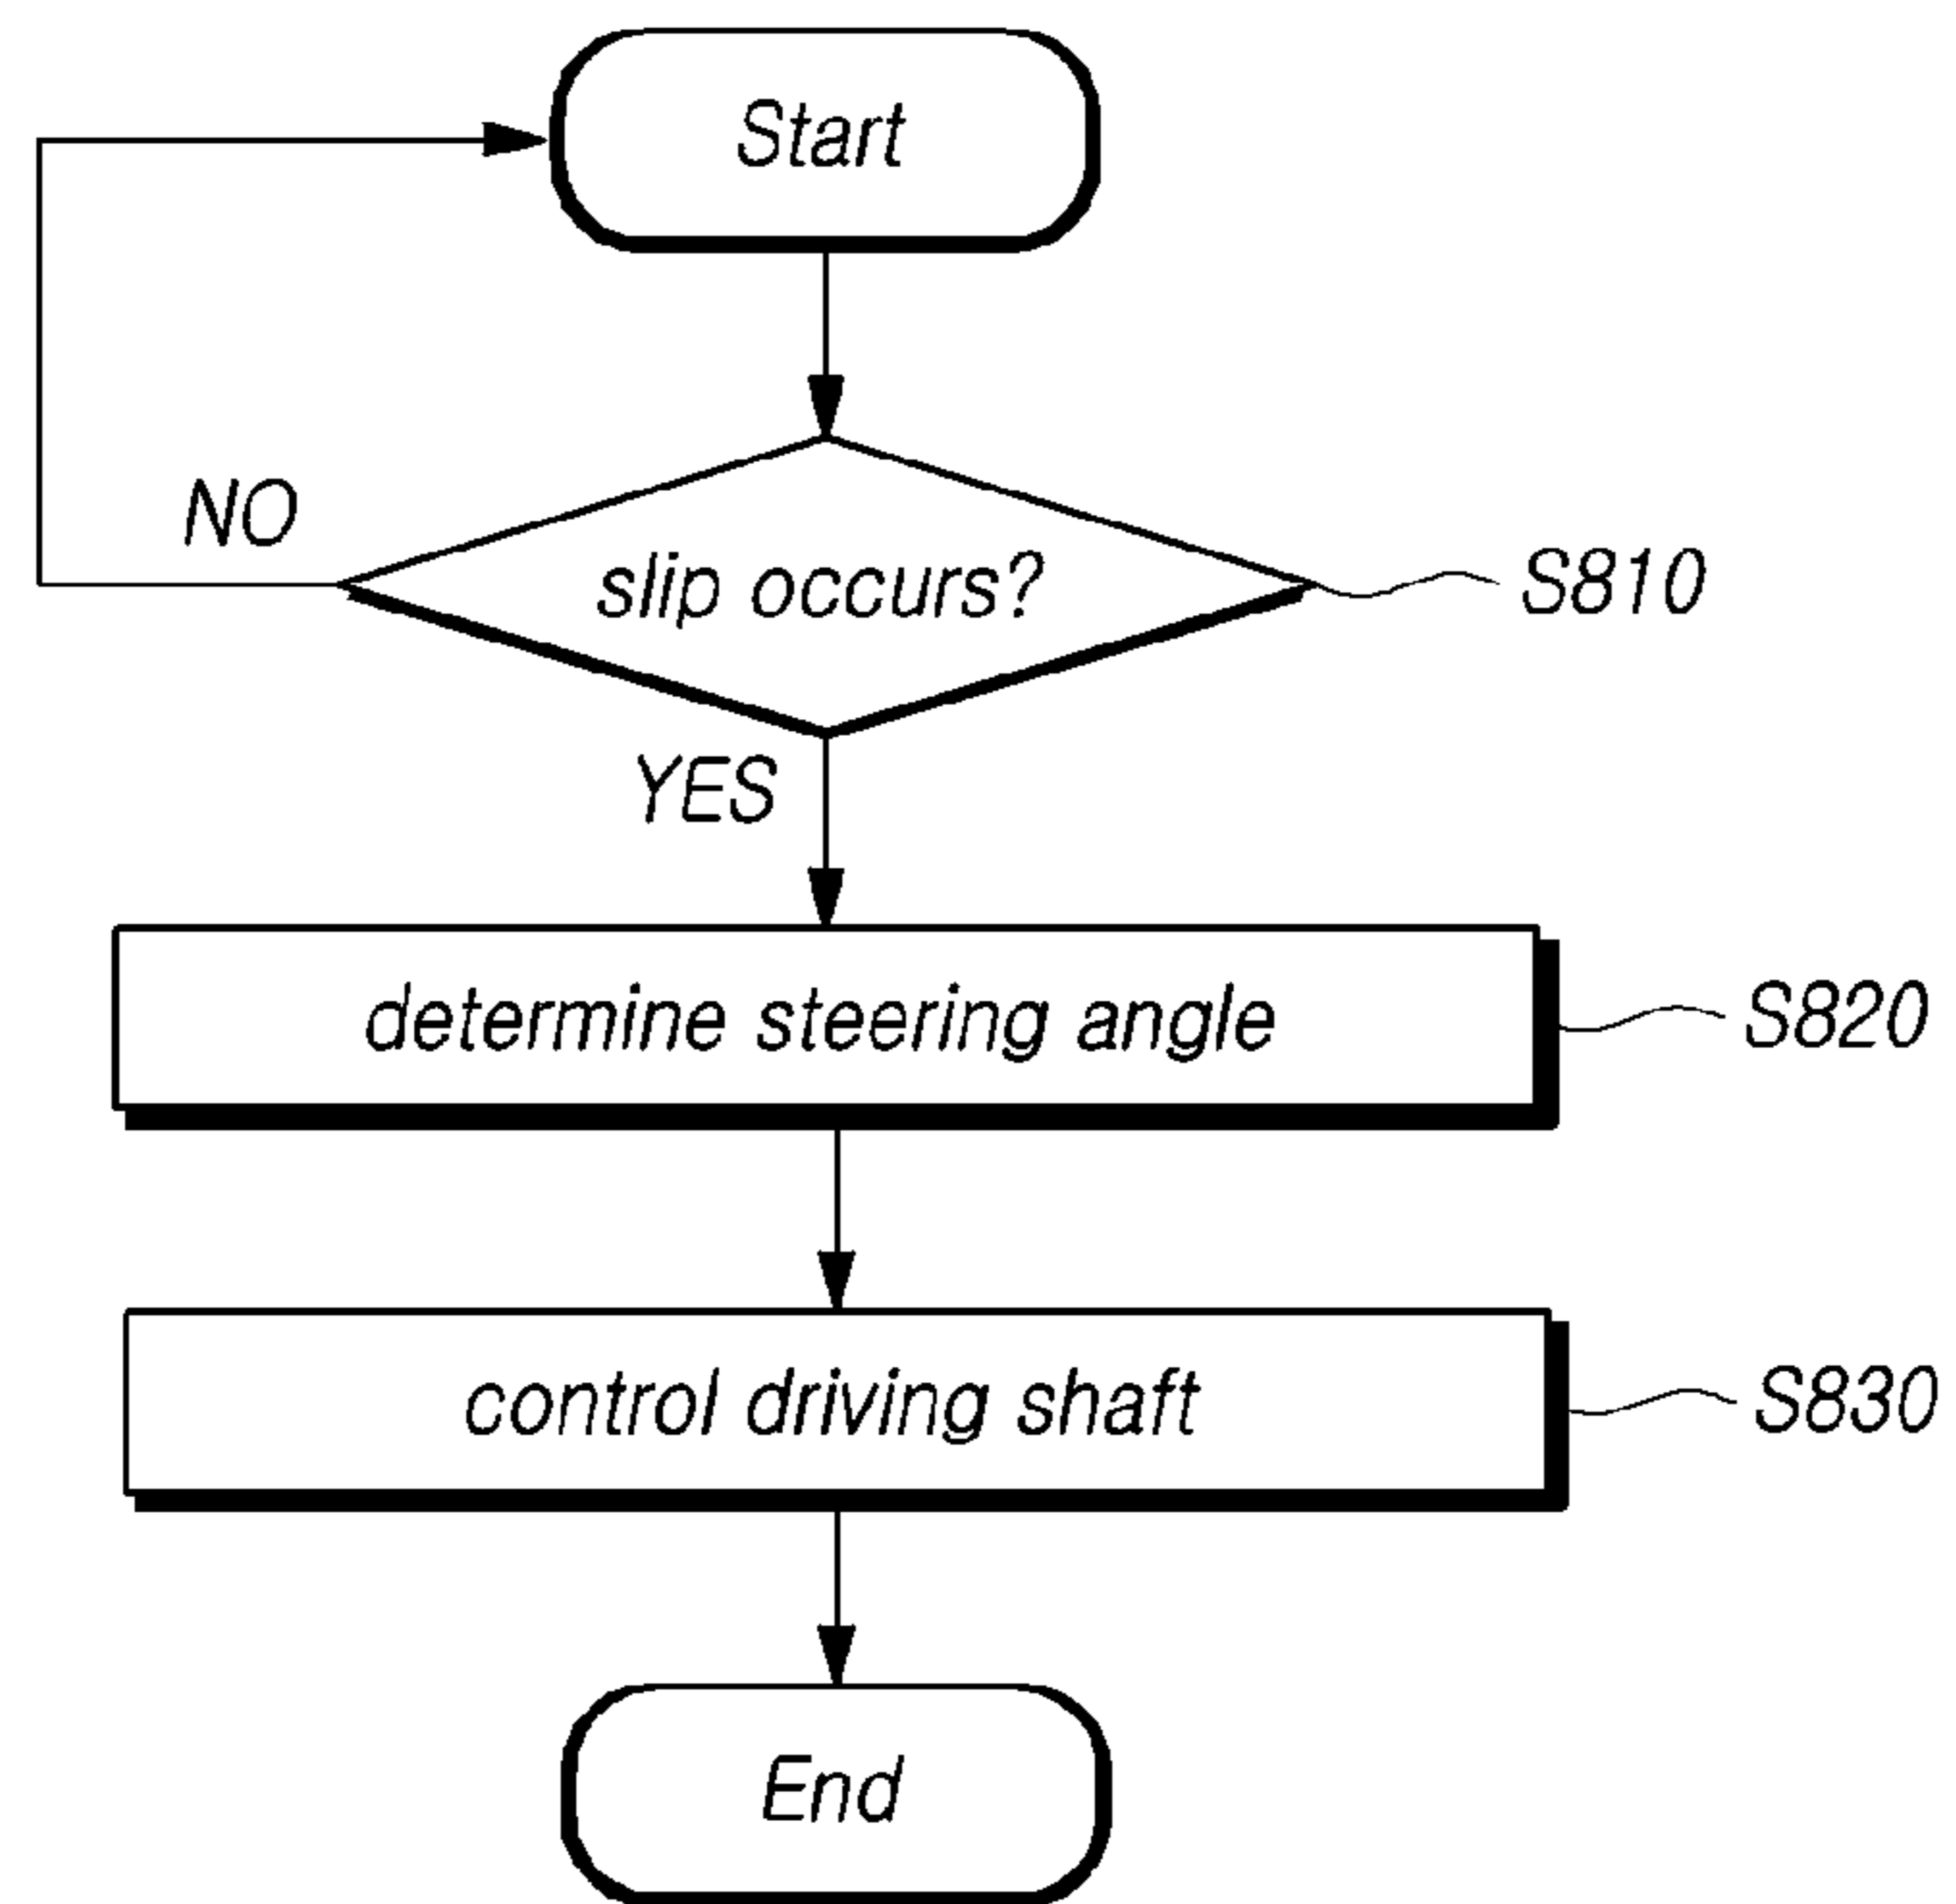 Start
NO
slip occurs?
S810
YES
determine steering angle
S820
control driving shaft
S830
End